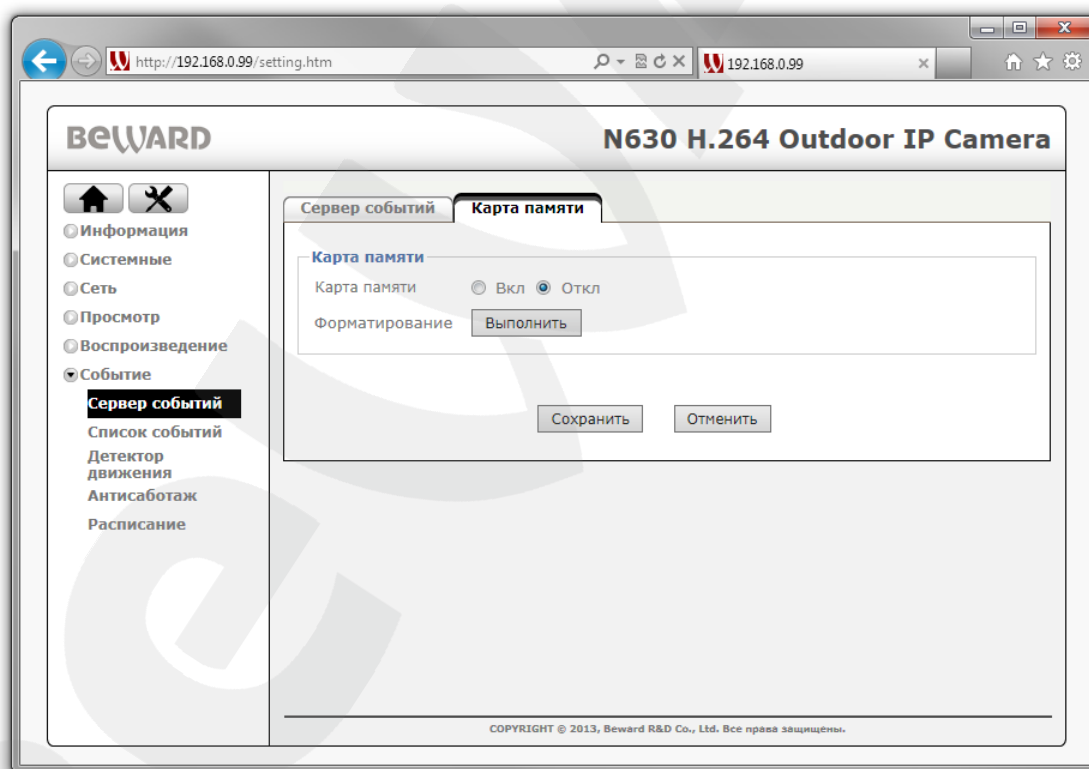 http://192.168.0.99/setting.htm
192.168.0.99
BEWARD
N630 H.264 Outdoor IP Camera
Информация
Системные
Сеть
Просмотр
Воспроизведение
Событие
Сервер событий
Список событий
Детектор
движения
Антисаботаж
Расписание
Сервер событий
Карта памяти
Карта памяти
Карта памяти Вкл Откл
Форматирование Выполнить
Сохранить Отменить
COPYRIGHT © 2013, Beward R&D Co., Ltd. Все права защищены.